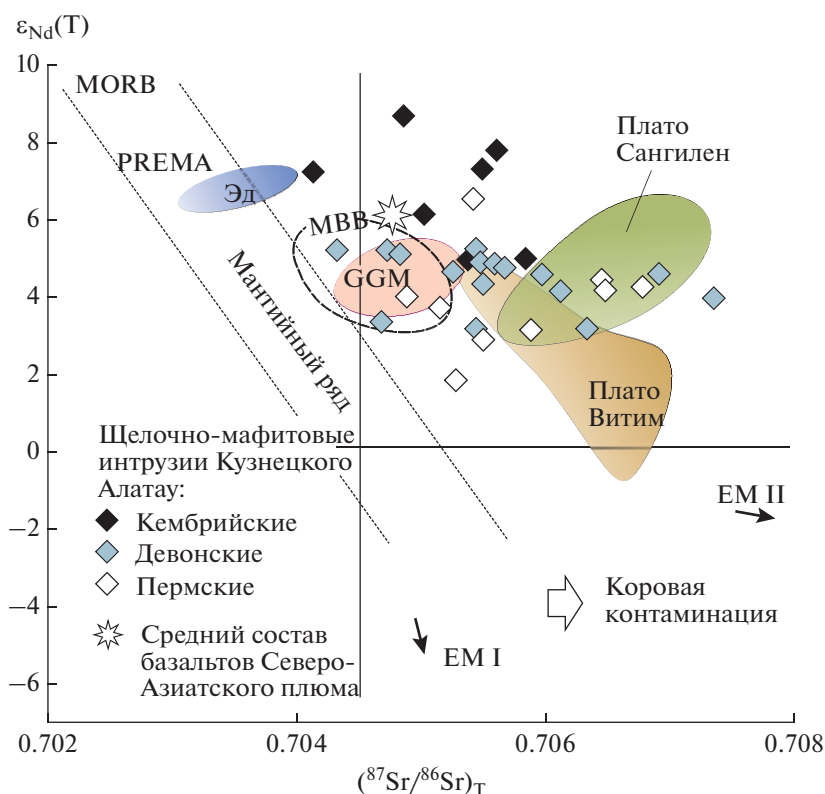 ε_Nd(T)
10
8
6
4
2
0
−2
−4
−6
MORB
PREMA
Эд
MBB
GGM
Мантийный ряд
Плато
Сангилен
Плато
Витим
EM II
EM I
Коровая
контаминация
Щелочно-мафитовые
интрузии Кузнецкого
Алатау:
Кембрийские
Девонские
Пермские
Средний состав
базальтов Северо-
Азиатского плюма
0.702
0.704
0.706
0.708
(⁸⁷Sr/⁸⁶Sr)_T